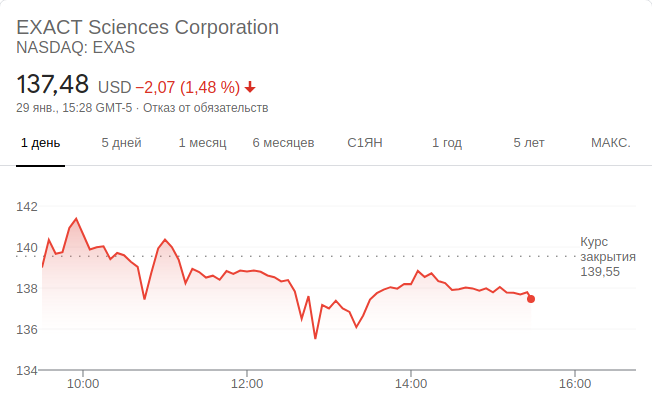 EXACT Sciences Corporation
NASDAQ: EXAS
137,48 USD −2,07 (1,48 %)
29 янв., 15:28 GMT-5 · Отказ от обязательств
1 день 5 дней 1 месяц 6 месяцев С1ЯН 1 год 5 лет МАКС.
142
140
138
136
134
Курс
закрытия
139,55
10:00 12:00 14:00 16:00